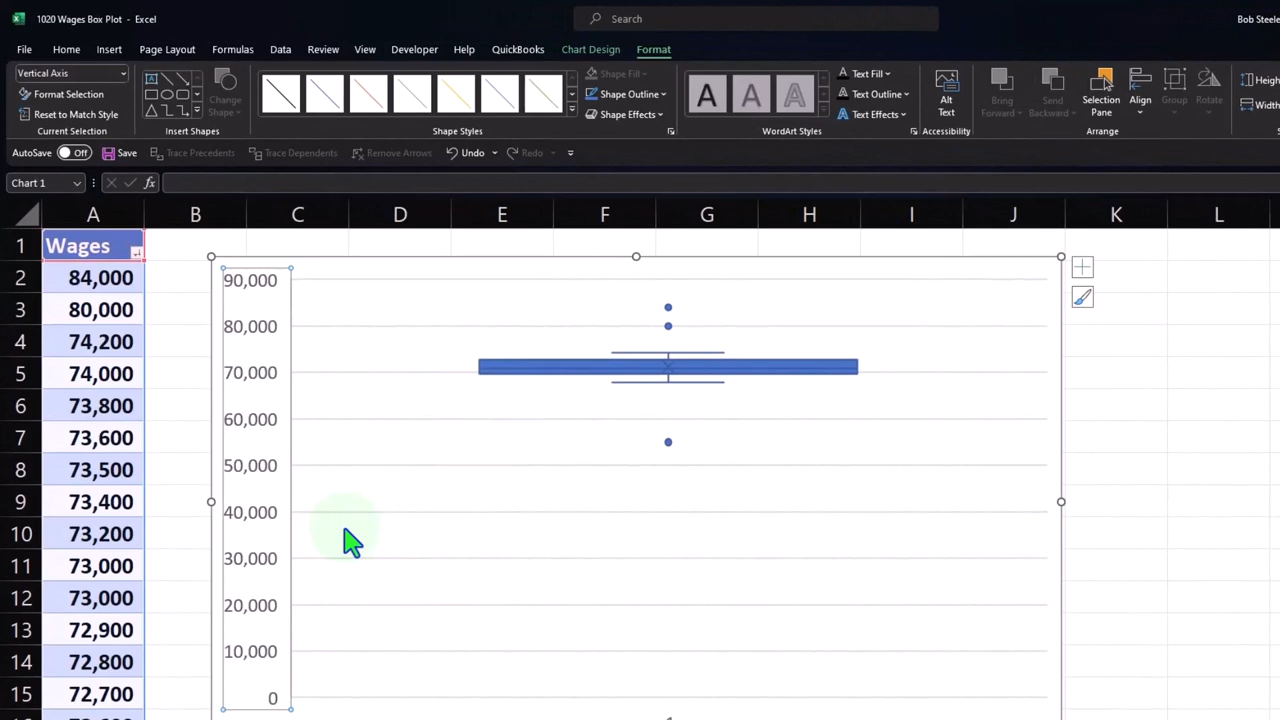 1020 Wages Box Plot - Excel
Search
Bob Steele
File Home Insert Page Layout Formulas Data Review View Developer Help QuickBooks Chart Design Format
Vertical Axis
Format Selection
Reset to Match Style
Current Selection
Change Shape
Insert Shapes
Shape Fill
Shape Outline
Shape Effects
Shape Styles
A A A
Text Fill
Text Outline
Text Effects
WordArt Styles
Alt Text
Accessibility
Bring Forward
Send Backward
Selection Pane
Align
Group
Rotate
Arrange
Height
Width
AutoSave Off Save Trace Precedents Trace Dependents Remove Arrows Undo Redo
Chart 1 fx
A B C D E F G H I J K L
1 Wages
2 84,000
3 80,000
4 74,200
5 74,000
6 73,800
7 73,600
8 73,500
9 73,400
10 73,200
11 73,000
12 73,000
13 72,900
14 72,800
15 72,700
90,000
80,000
70,000
60,000
50,000
40,000
30,000
20,000
10,000
0